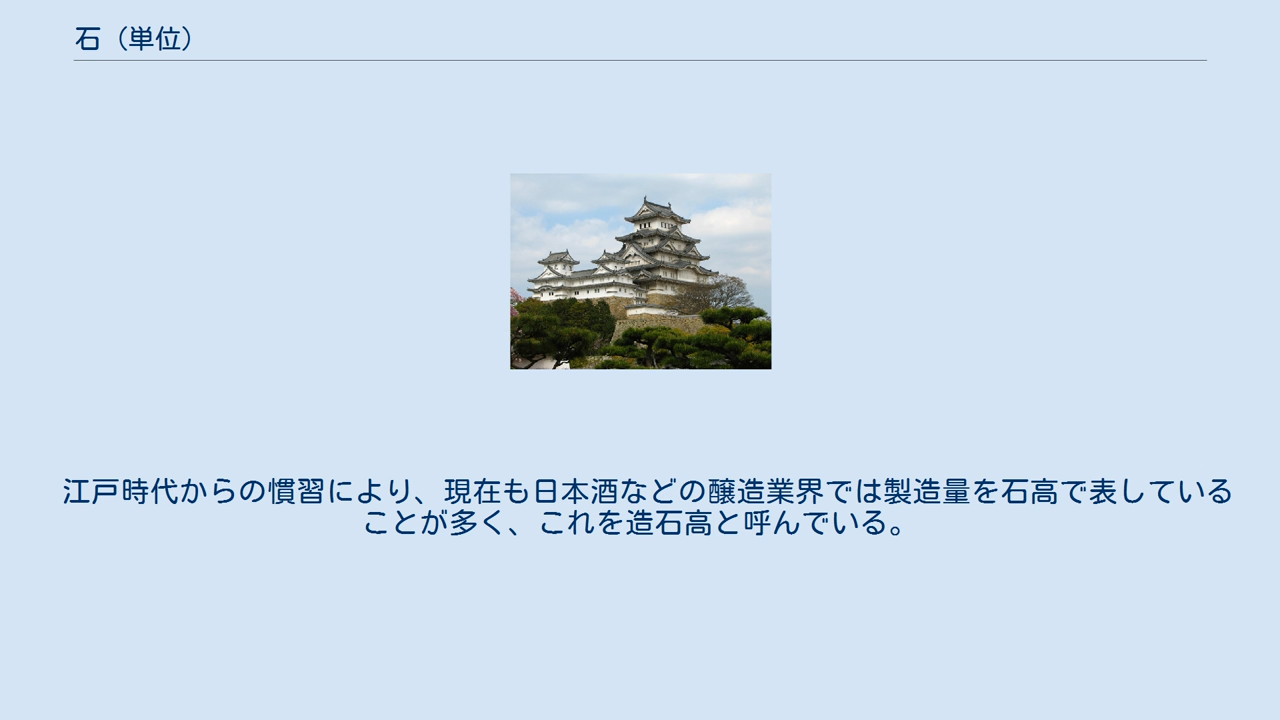 石（単位）
江戸時代からの慣習により、現在も日本酒などの醸造業界では製造量を石高で表している
ことが多く、これを造石高と呼んでいる。